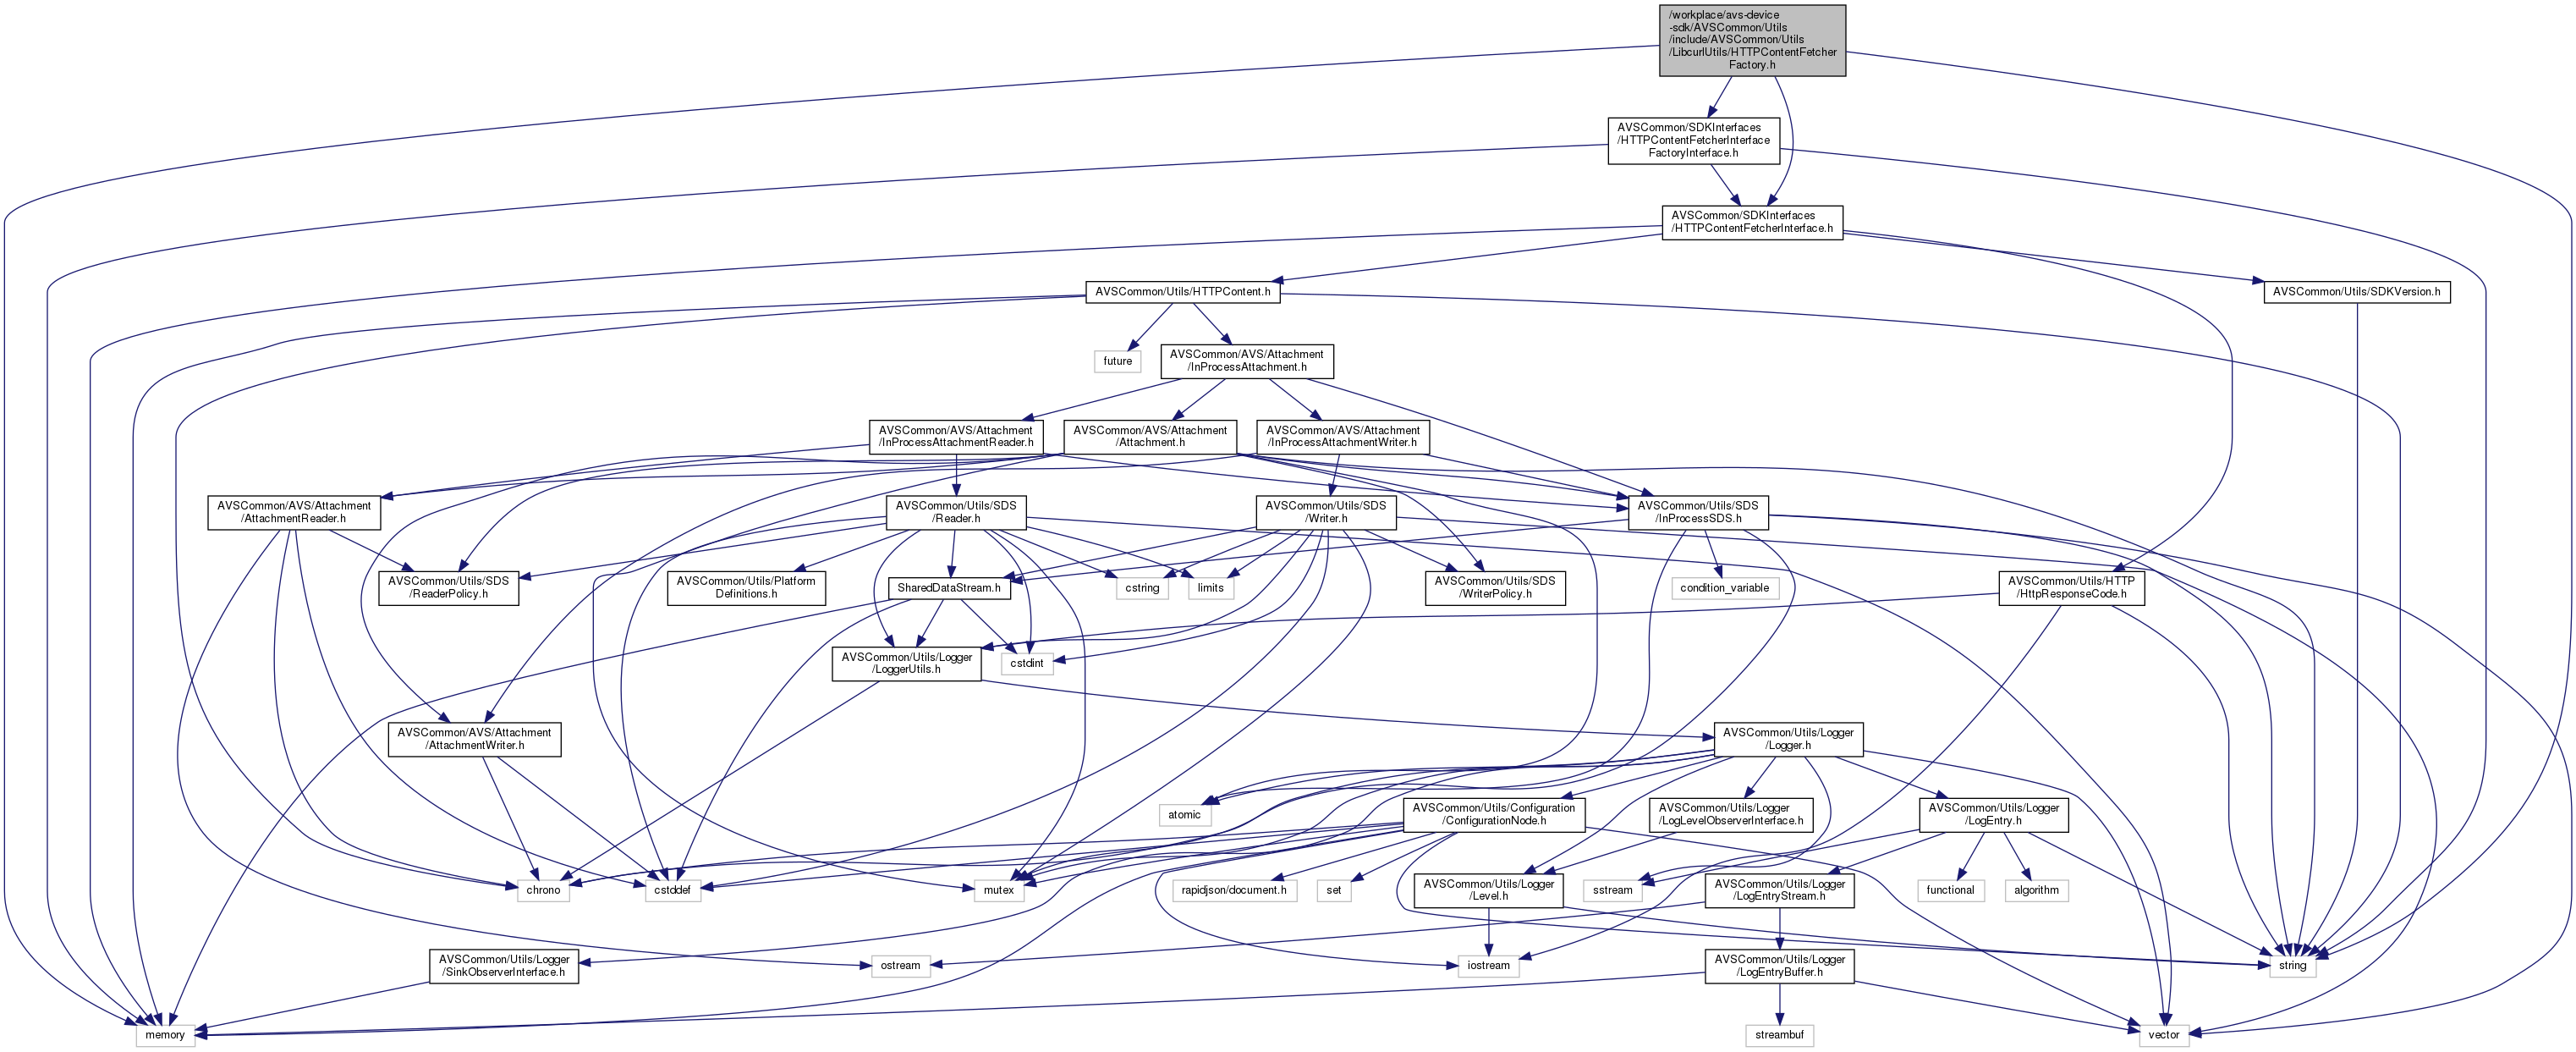 /workplace/avs-device
-sdk/AVSCommon/Utils
/include/AVSCommon/Utils
/LibcurlUtils/HTTPContentFetcher
Factory.h
AVSCommon/SDKInterfaces
/HTTPContentFetcherInterface
FactoryInterface.h
AVSCommon/SDKInterfaces
/HTTPContentFetcherInterface.h
AVSCommon/Utils/HTTPContent.h
AVSCommon/Utils/SDKVersion.h
future
AVSCommon/AVS/Attachment
/InProcessAttachment.h
AVSCommon/AVS/Attachment
/InProcessAttachmentReader.h
AVSCommon/AVS/Attachment
/Attachment.h
AVSCommon/AVS/Attachment
/InProcessAttachmentWriter.h
AVSCommon/AVS/Attachment
/AttachmentReader.h
AVSCommon/Utils/SDS
/Reader.h
AVSCommon/Utils/SDS
/Writer.h
AVSCommon/Utils/SDS
/InProcessSDS.h
AVSCommon/Utils/SDS
/ReaderPolicy.h
AVSCommon/Utils/Platform
Definitions.h
SharedDataStream.h
cstring
limits
AVSCommon/Utils/SDS
/WriterPolicy.h
condition_variable
AVSCommon/Utils/HTTP
/HttpResponseCode.h
AVSCommon/Utils/Logger
/LoggerUtils.h
cstdint
AVSCommon/AVS/Attachment
/AttachmentWriter.h
AVSCommon/Utils/Logger
/Logger.h
atomic
AVSCommon/Utils/Configuration
/ConfigurationNode.h
AVSCommon/Utils/Logger
/LogLevelObserverInterface.h
AVSCommon/Utils/Logger
/LogEntry.h
chrono
cstddef
mutex
rapidjson/document.h
set
AVSCommon/Utils/Logger
/Level.h
sstream
AVSCommon/Utils/Logger
/LogEntryStream.h
functional
algorithm
AVSCommon/Utils/Logger
/SinkObserverInterface.h
ostream
iostream
AVSCommon/Utils/Logger
/LogEntryBuffer.h
string
memory
streambuf
vector